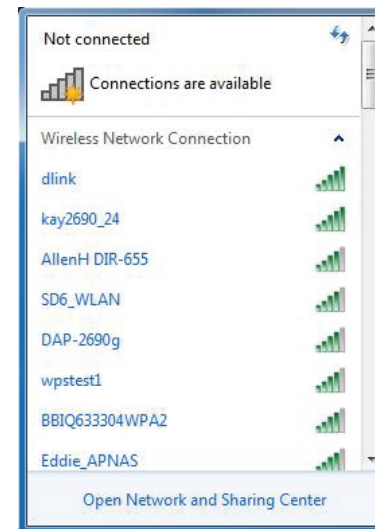 Not connected
Connections are available
Wireless Network Connection
dlink
kay2690_24
AllenH DIR-655
SD6_WLAN
DAP-2690g
wpstest1
BBIQ633304WPA2
Eddie_APNAS
Open Network and Sharing Center